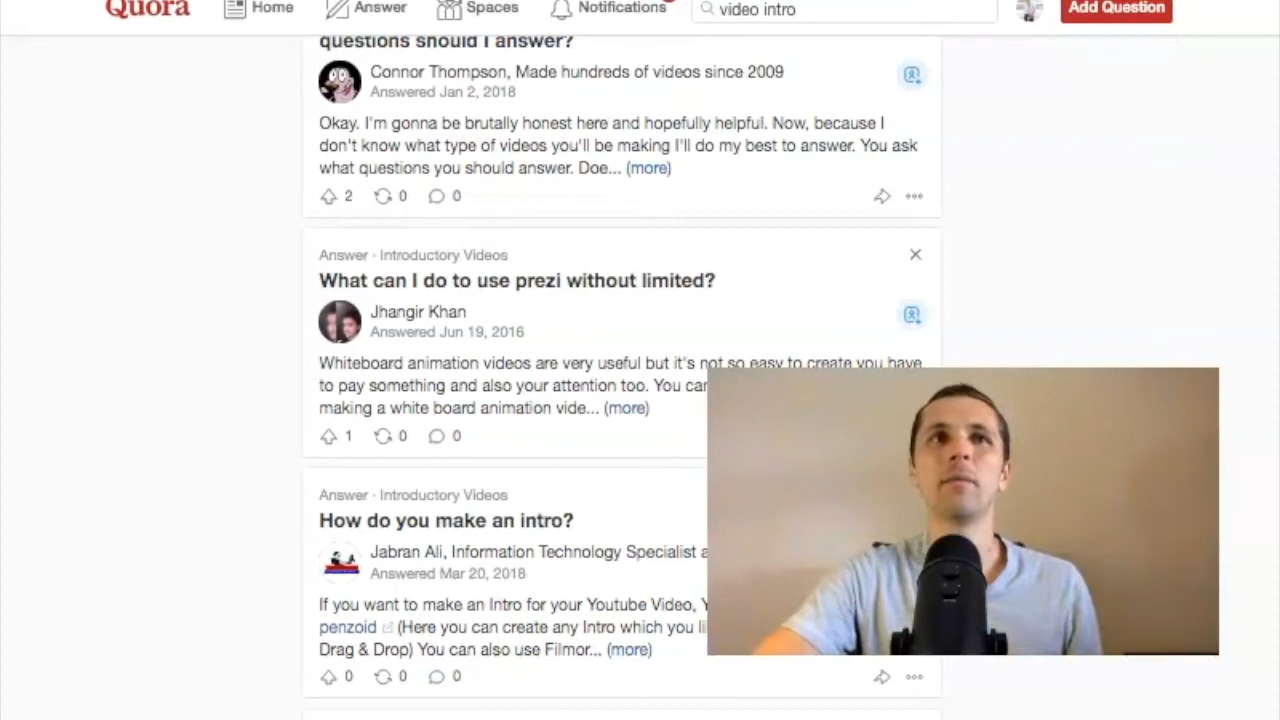 Quora
Home
Answer
Spaces
Notifications
video intro
Add Question
questions should I answer?
Connor Thompson, Made hundreds of videos since 2009
Answered Jan 2, 2018
Okay. I'm gonna be brutally honest here and hopefully helpful. Now, because I
don't know what type of videos you'll be making I'll do my best to answer. You ask
what questions you should answer. Doe... (more)
2
0
0
Answer · Introductory Videos
What can I do to use prezi without limited?
Jhangir Khan
Answered Jun 19, 2016
Whiteboard animation videos are very useful but it's not so easy to create you have
to pay something and also your attention too. You can
making a white board animation vide... (more)
1
0
0
Answer · Introductory Videos
How do you make an intro?
Jabran Ali, Information Technology Specialist
Answered Mar 20, 2018
If you want to make an Intro for your Youtube Video,
penzoid (Here you can create any Intro which you
Drag & Drop) You can also use Filmor... (more)
0
0
0